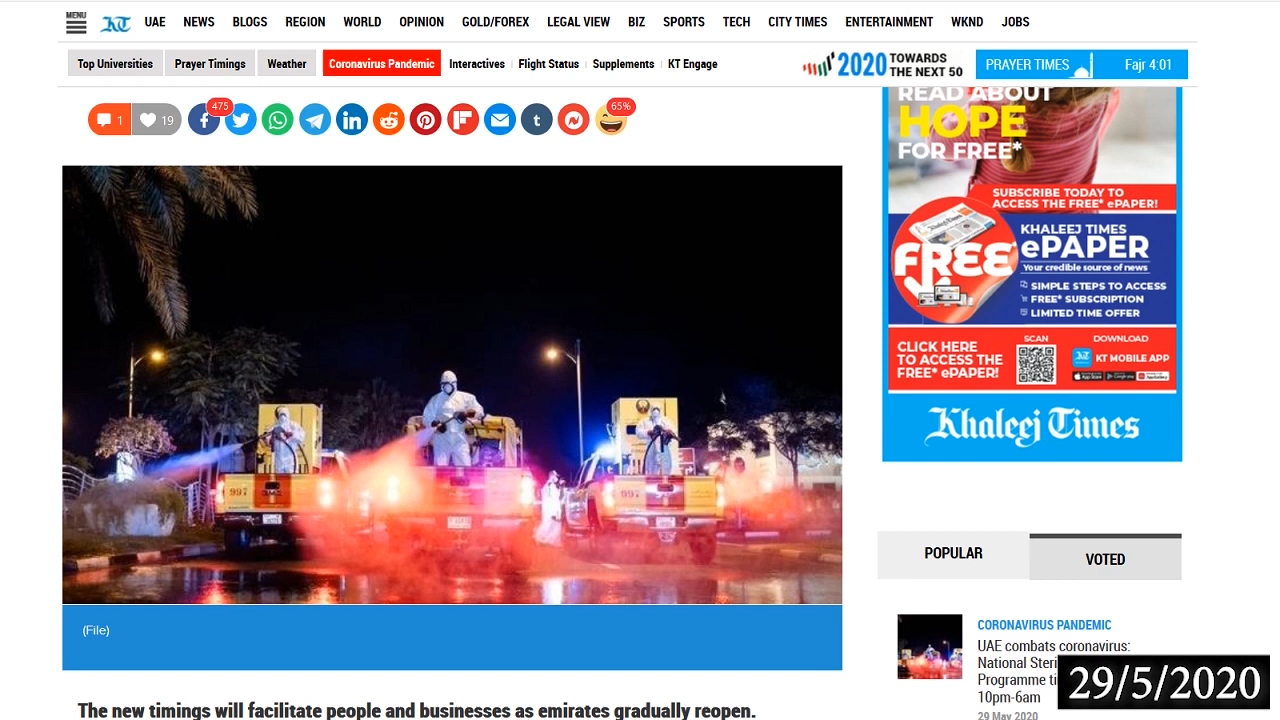 MENU
KT
UAE NEWS BLOGS REGION WORLD OPINION GOLD/FOREX LEGAL VIEW BIZ SPORTS TECH CITY TIMES ENTERTAINMENT WKND JOBS
Top Universities Prayer Timings Weather Coronavirus Pandemic Interactives Flight Status Supplements KT Engage
2020 TOWARDS
THE NEXT 50
PRAYER TIMES Fajr 4:01
1 19 475 65%
997
997
(File)
The new timings will facilitate people and businesses as emirates gradually reopen.
READ ABOUT
HOPE
FOR FREE*
SUBSCRIBE TODAY TO
ACCESS THE FREE* ePAPER!
FREE*
KHALEEJ TIMES
ePAPER
Your credible source of news
SIMPLE STEPS TO ACCESS
FREE* SUBSCRIPTION
LIMITED TIME OFFER
CLICK HERE
TO ACCESS THE
FREE* ePAPER!
SCAN
DOWNLOAD
KT MOBILE APP
Khaleej Times
POPULAR
VOTED
CORONAVIRUS PANDEMIC
UAE combats coronavirus:
National Steri
Programme ti
10pm-6am
29 May 2020
29/5/2020